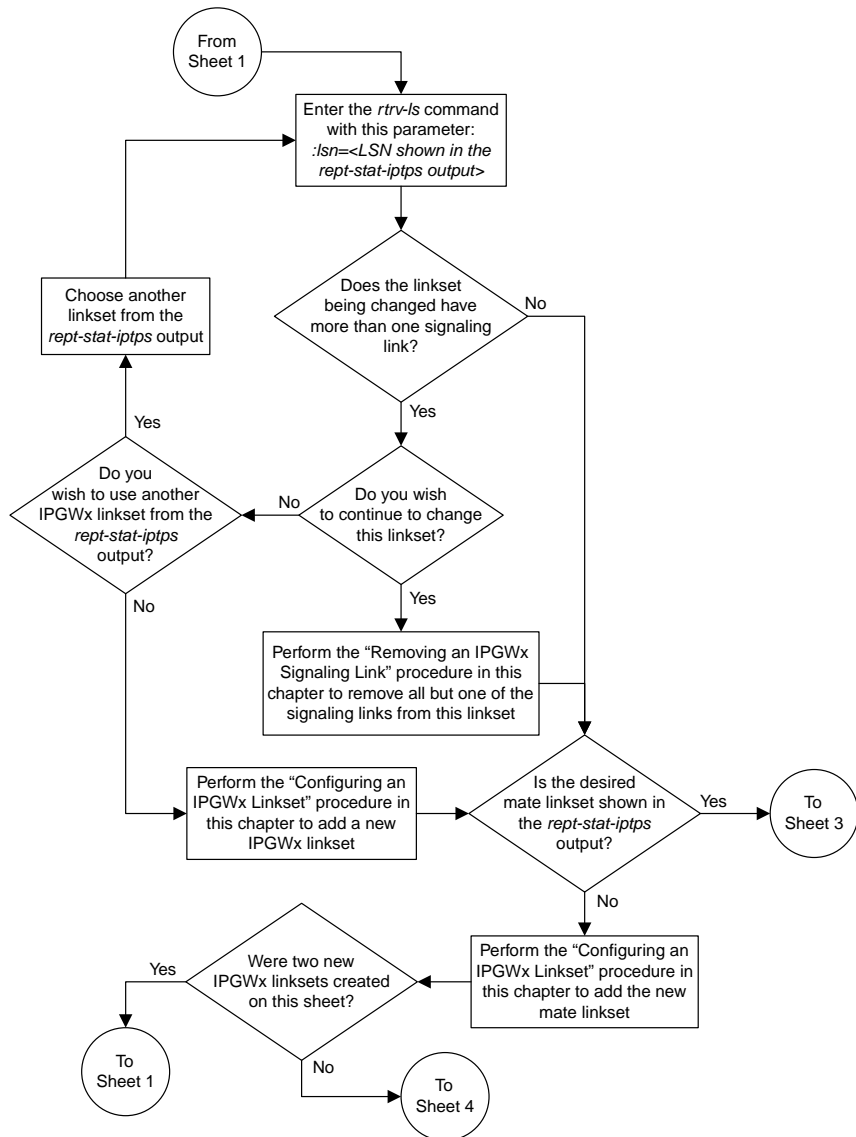 From
Sheet 1
Enter the rtrv-ls command
with this parameter:
:lsn=<LSN shown in the
rept-stat-iptps output>
Does the linkset
being changed have
more than one signaling
link?
No
Yes
Choose another
linkset from the
rept-stat-iptps output
Yes
Do you
wish to use another
IPGWx linkset from the
rept-stat-iptps
output?
No
No
Do you wish
to continue to change
this linkset?
Yes
Perform the “Removing an IPGWx
Signaling Link” procedure in this
chapter to remove all but one of the
signaling links from this linkset
Perform the “Configuring an
IPGWx Linkset” procedure in
this chapter to add a new
IPGWx linkset
Is the desired
mate linkset shown in
the rept-stat-iptps
output?
Yes
To
Sheet 3
No
Perform the “Configuring an
IPGWx Linkset” procedure in
this chapter to add the new
mate linkset
Were two new
IPGWx linksets created
on this sheet?
Yes
To
Sheet 1
No
To
Sheet 4